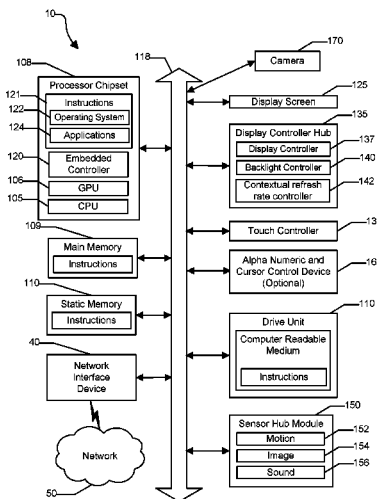 10
118
170
Camera
108
Processor Chipset
121
Instructions
122
Operating System
124
Applications
120
Embedded
Controller
106
GPU
105
CPU
125
Display Screen
135
Display Controller Hub
137
Display Controller
140
Backlight Controller
142
Contextual refresh
rate controller
109
Main Memory
Instructions
13
Touch Controller
110
Static Memory
Instructions
16
Alpha Numeric and
Cursor Control Device
(Optional)
40
Network
Interface
Device
110
Drive Unit
Computer Readable
Medium
Instructions
50
Network
150
Sensor Hub Module
152
Motion
154
Image
156
Sound